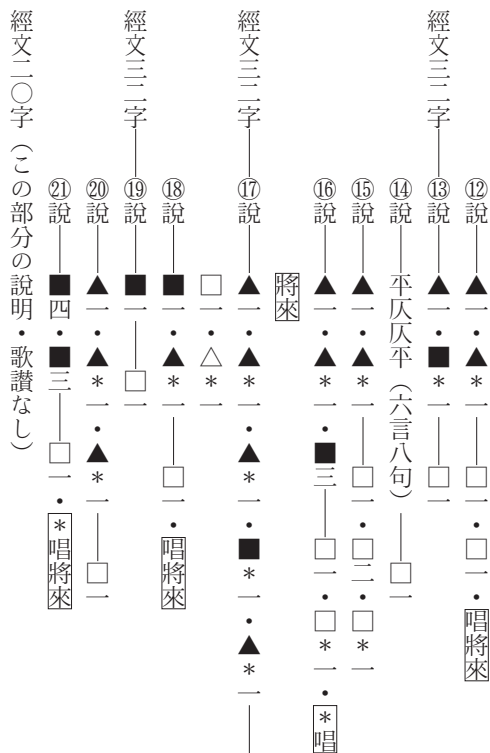 ⑫說——▲一・▲*一——□一・□一・唱將來
經文三二字——⑬說——▲一・■*一——□一
⑭說——平仄仄平（六言八句）——□一
⑮說——▲一・▲*一——□一・□二・□*一
⑯說——▲一・▲*一・■三——□一・□*一・*唱
將來
經文三二字——⑰說——▲一・▲*一・▲*一・■*一・▲*一——
□一・△*一
⑱說——■一・▲*一——□一・唱將來
經文三二字——⑲說——■一——□一
⑳說——▲一・▲*一・▲*一——□一
㉑說——■四・■三——□一・*唱將來
經文二〇字（この部分の說明・歌讚なし）